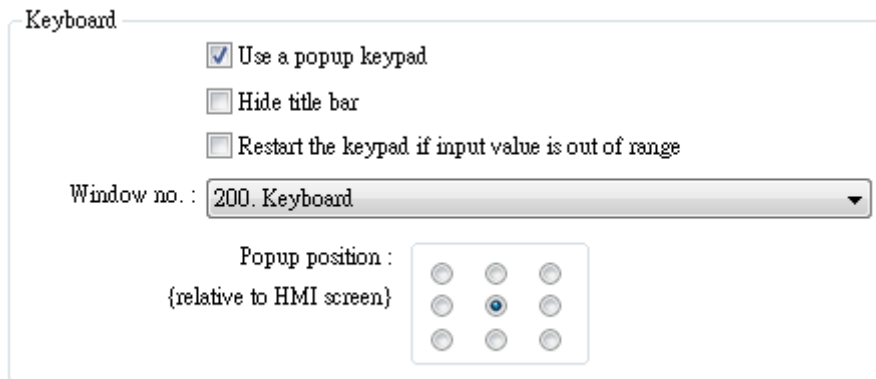 Keyboard
Use a popup keypad
Hide title bar
Restart the keypad if input value is out of range
Window no. : 200. Keyboard
Popup position :
{relative to HMI screen}